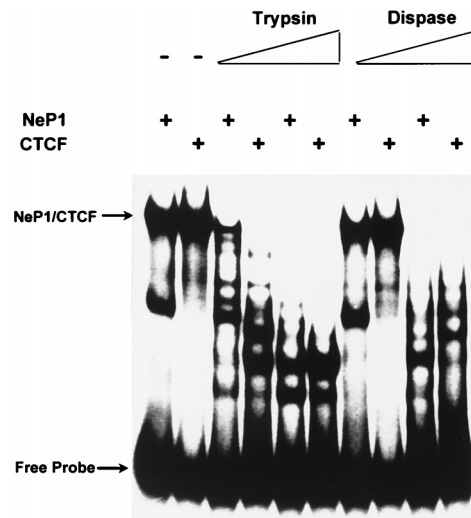 Trypsin Dispase
- -
NeP1 + + + + +
CTCF + + + + +
NeP1/CTCF
Free Probe